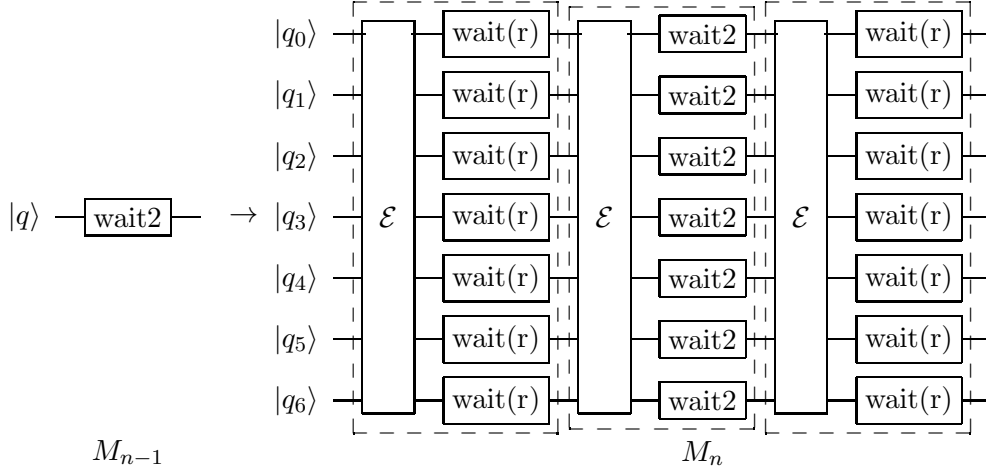 |q₀⟩ wait(r) wait2 wait(r)
|q₁⟩ wait(r) wait2 wait(r)
|q₂⟩ wait(r) wait2 wait(r)
|q⟩ wait2 → |q₃⟩ ℰ wait(r) ℰ wait2 ℰ wait(r)
|q₄⟩ wait(r) wait2 wait(r)
|q₅⟩ wait(r) wait2 wait(r)
|q₆⟩ wait(r) wait2 wait(r)
Mₙ₋₁ Mₙ